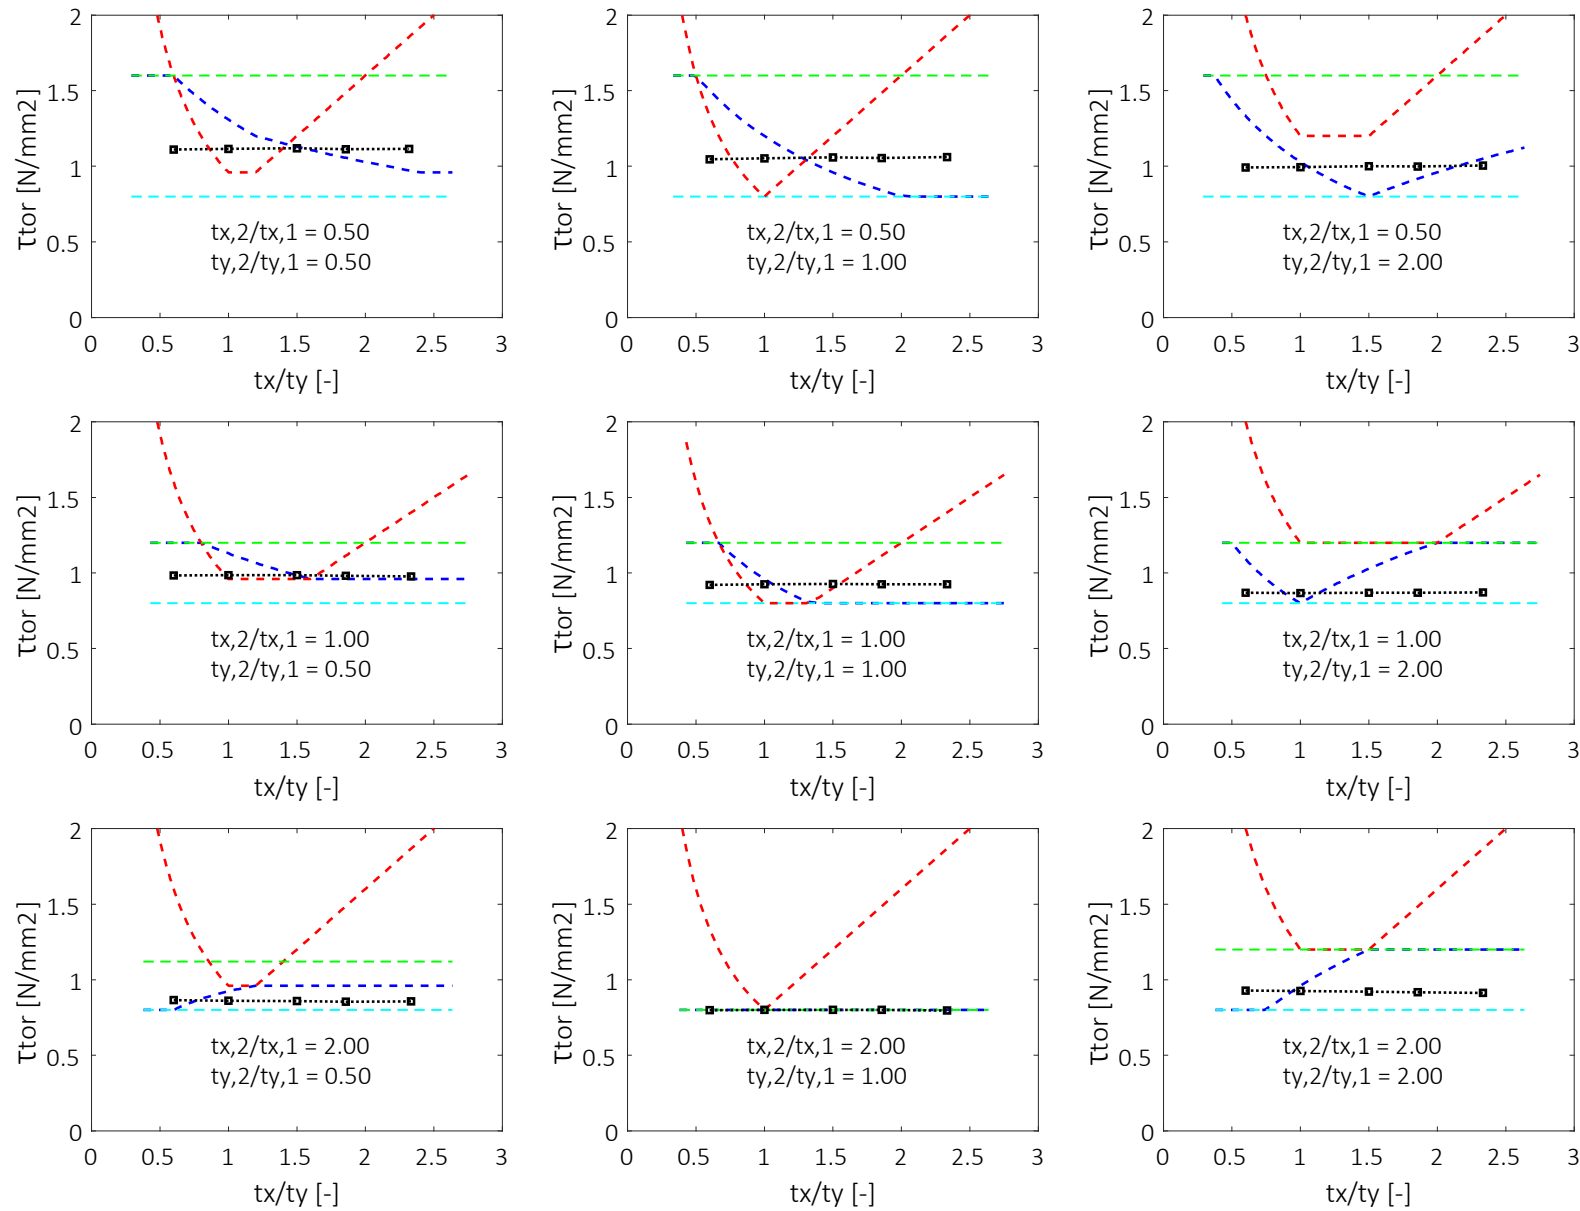 2
1.5
1
0.5
0
τtor [N/mm2]
tx,2/tx,1 = 0.50
ty,2/ty,1 = 0.50
0 0.5 1 1.5 2 2.5 3
tx/ty [-]
2
1.5
1
0.5
0
τtor [N/mm2]
tx,2/tx,1 = 0.50
ty,2/ty,1 = 1.00
0 0.5 1 1.5 2 2.5 3
tx/ty [-]
2
1.5
1
0.5
0
τtor [N/mm2]
tx,2/tx,1 = 0.50
ty,2/ty,1 = 2.00
0 0.5 1 1.5 2 2.5 3
tx/ty [-]
2
1.5
1
0.5
0
τtor [N/mm2]
tx,2/tx,1 = 1.00
ty,2/ty,1 = 0.50
0 0.5 1 1.5 2 2.5 3
tx/ty [-]
2
1.5
1
0.5
0
τtor [N/mm2]
tx,2/tx,1 = 1.00
ty,2/ty,1 = 1.00
0 0.5 1 1.5 2 2.5 3
tx/ty [-]
2
1.5
1
0.5
0
τtor [N/mm2]
tx,2/tx,1 = 1.00
ty,2/ty,1 = 2.00
0 0.5 1 1.5 2 2.5 3
tx/ty [-]
2
1.5
1
0.5
0
τtor [N/mm2]
tx,2/tx,1 = 2.00
ty,2/ty,1 = 0.50
0 0.5 1 1.5 2 2.5 3
tx/ty [-]
2
1.5
1
0.5
0
τtor [N/mm2]
tx,2/tx,1 = 2.00
ty,2/ty,1 = 1.00
0 0.5 1 1.5 2 2.5 3
tx/ty [-]
2
1.5
1
0.5
0
τtor [N/mm2]
tx,2/tx,1 = 2.00
ty,2/ty,1 = 2.00
0 0.5 1 1.5 2 2.5 3
tx/ty [-]